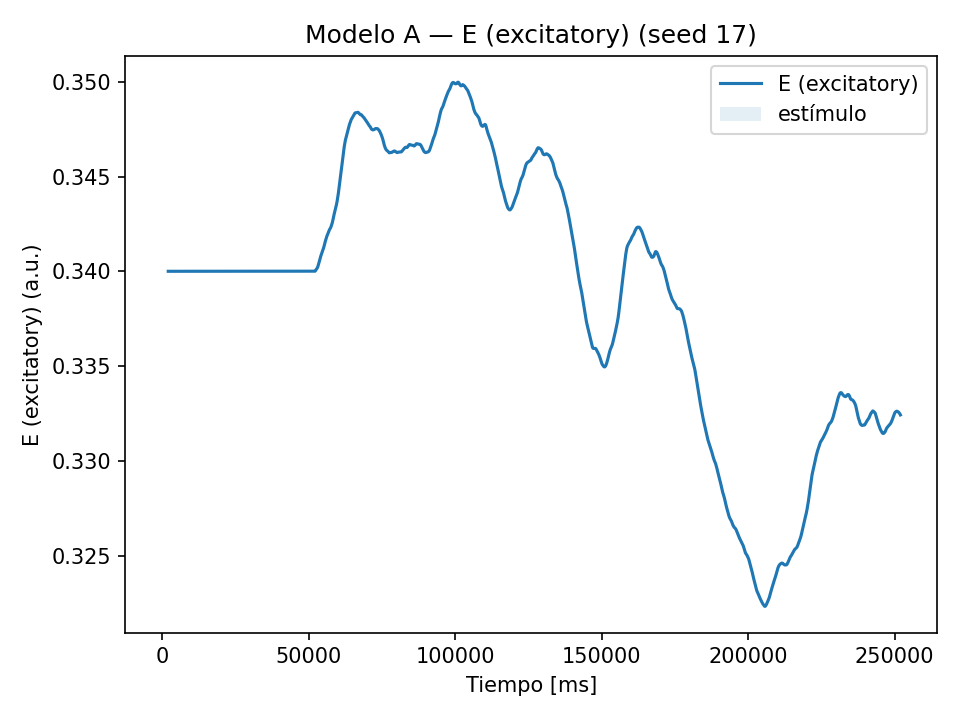 Modelo A — E (excitatory) (seed 17)
E (excitatory)
estímulo
E (excitatory) (a.u.)
0.350
0.345
0.340
0.335
0.330
0.325
0 50000 100000 150000 200000 250000
Tiempo [ms]